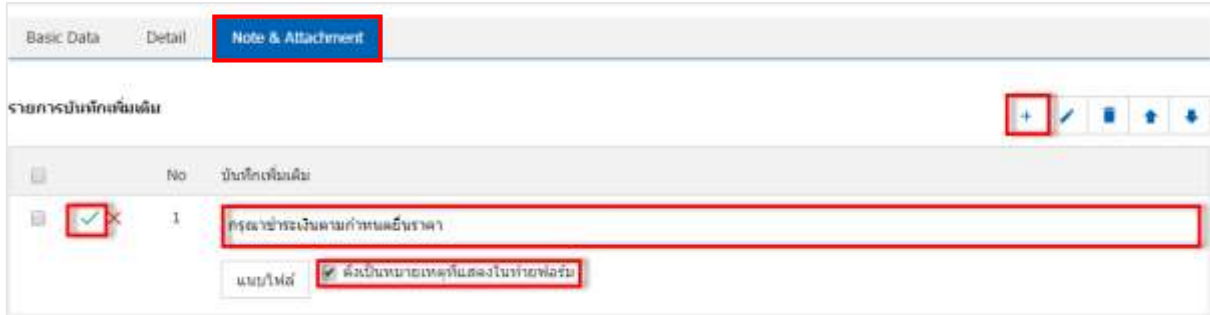 Basic Data Detail Note & Attachment
รายการบันทึกเพิ่มเติม
No บันทึกเพิ่มเติม
1 กรุณาชำระเงินตามกำหนดยื่นราคา
แนบไฟล์ ตั้งเป็นหมายเหตุที่แสดงในท้ายฟอร์ม